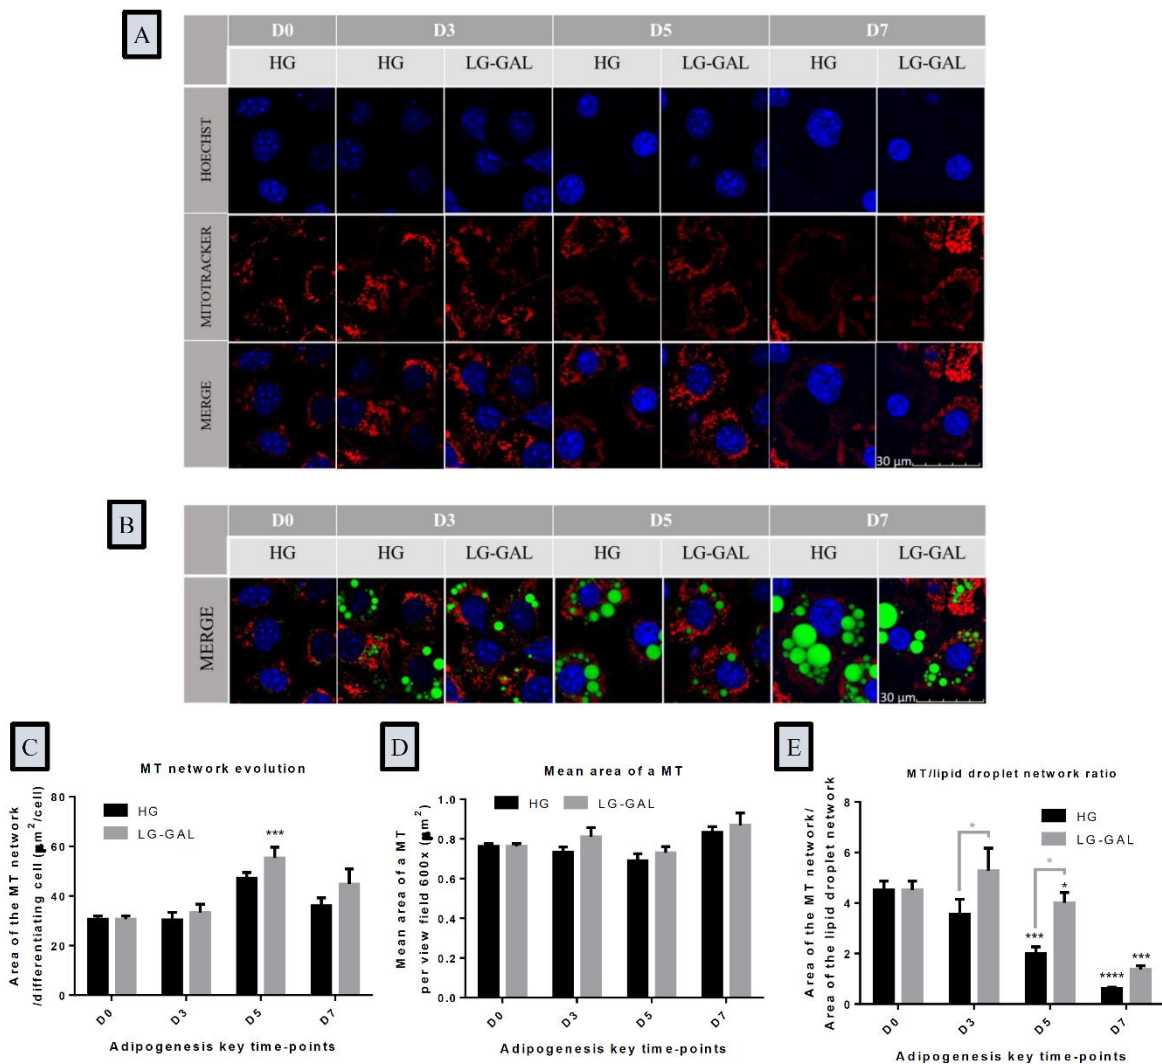 A
D0 D3 D5 D7
HG HG LG-GAL HG LG-GAL HG LG-GAL
HOECHST
MITOTRACKER
MERGE
30 µm
B
D0 D3 D5 D7
HG HG LG-GAL HG LG-GAL HG LG-GAL
MERGE
30 µm
C
MT network evolution
Area of the MT network
/differentiating cell (µm²/cell)
80
60
40
20
0
HG
LG-GAL
***
D0 D3 D5 D7
Adipogenesis key time-points
D
Mean area of a MT
Mean area of a MT
per view field 600x (µm²)
1.0
0.8
0.6
0.4
0.2
0.0
HG LG-GAL
D0 D3 D5 D7
Adipogenesis key time-points
E
MT/lipid droplet network ratio
Area of the MT network/
Area of the lipid droplet network
8
6
4
2
0
HG
LG-GAL
*
*
*
***
****
***
D0 D3 D5 D7
Adipogenesis key time-points